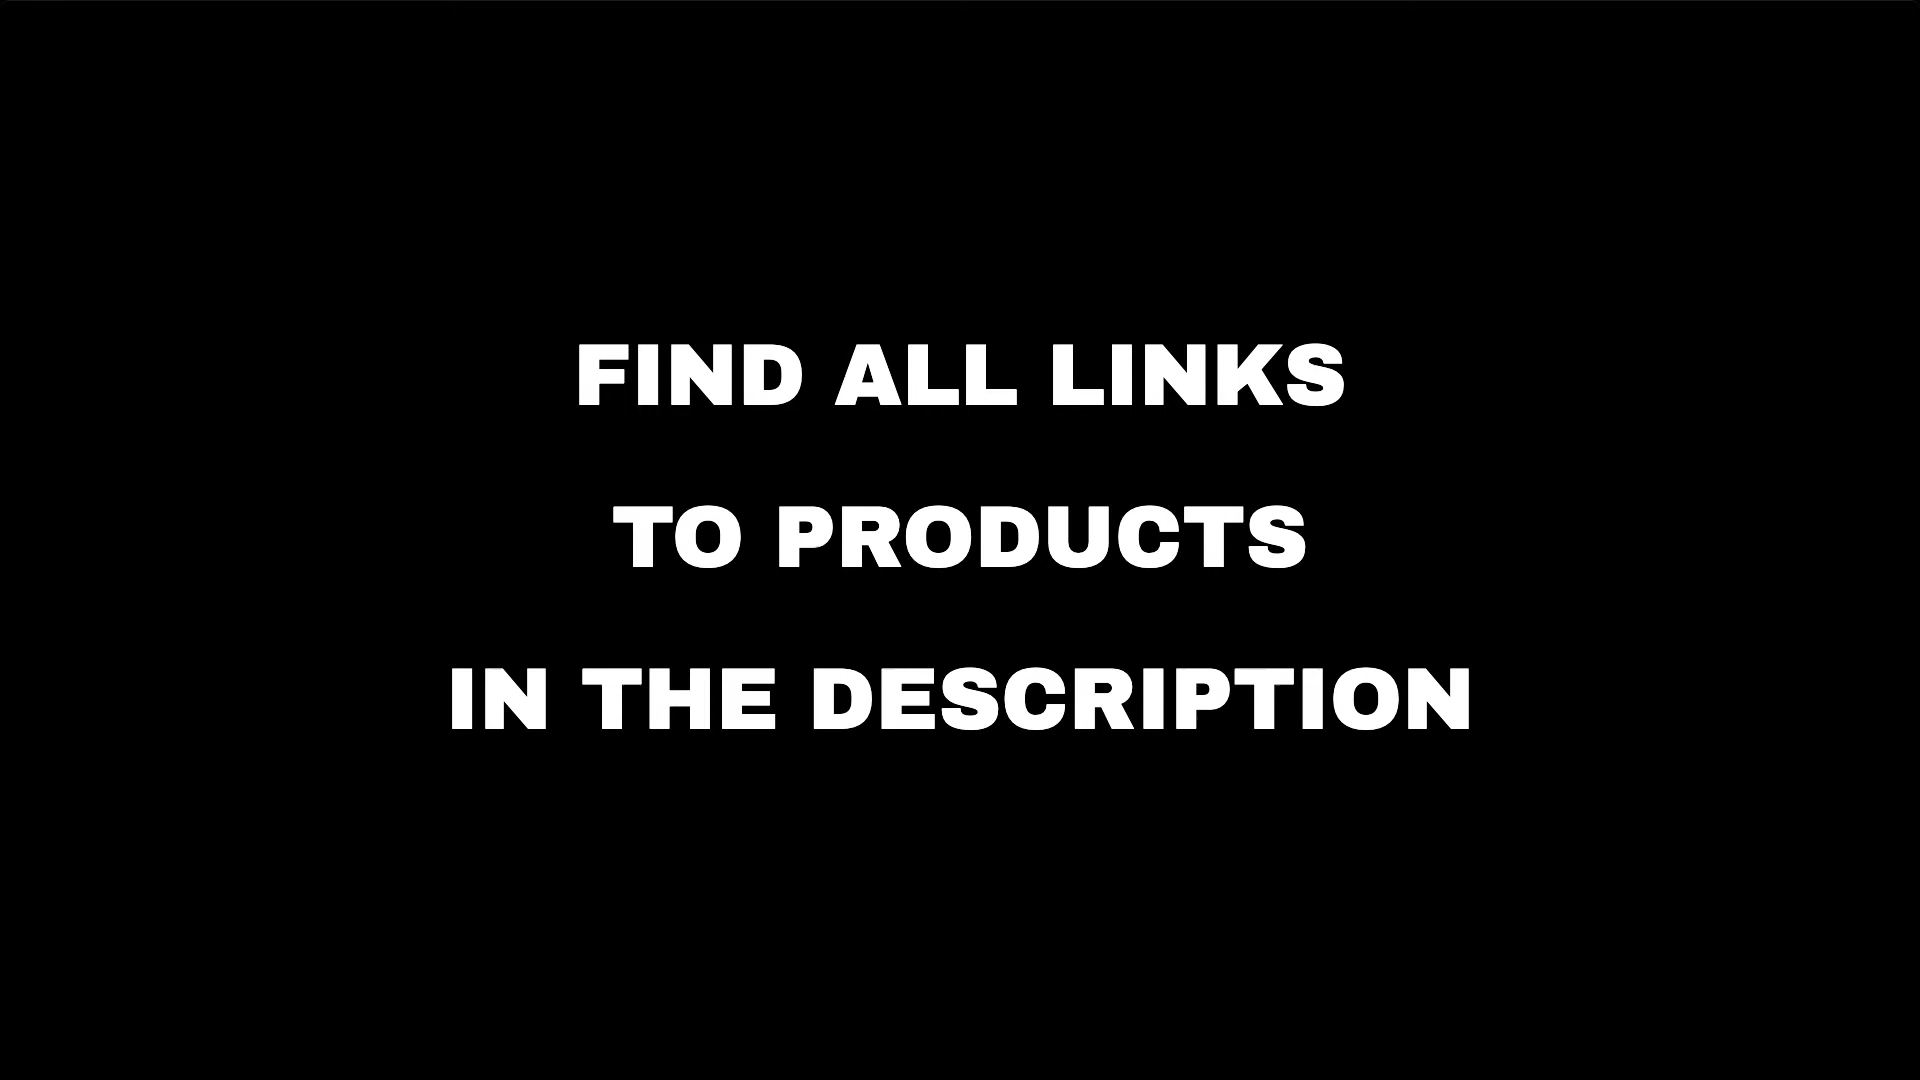 FIND ALL LINKS
TO PRODUCTS
IN THE DESCRIPTION